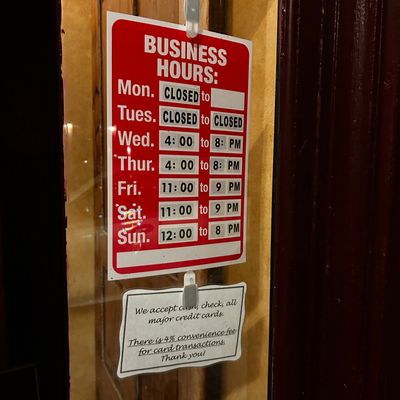 BUSINESS
HOURS:
Mon. CLOSED to
Tues. CLOSED to CLOSED
Wed. 4: 00 to 8: PM
Thur. 4: 00 to 8: PM
Fri. 11: 00 to 9 PM
Sat. 11: 00 to 9 PM
Sun. 12: 00 to 8 PM
We accept cash, check, all
major credit cards.
There is 4% convenience fee
for card transactions.
Thank you!